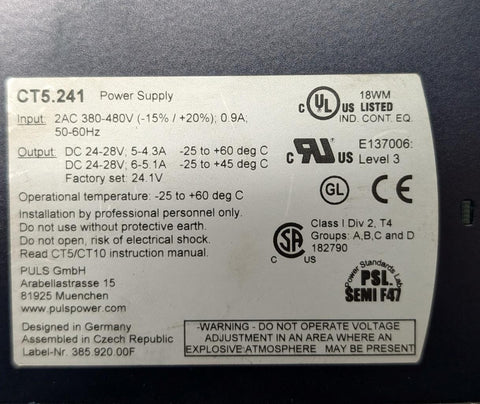 CT5.241 Power Supply
Input: 2AC 380-480V (-15% / +20%); 0.9A;
50-60Hz
Output: DC 24-28V, 5-4.3A -25 to +60 deg C
DC 24-28V, 6-5.1A -25 to +45 deg C
Factory set: 24.1V
Operational temperature: -25 to +60 deg C
Installation by professional personnel only.
Do not use without protective earth.
Do not open, risk of electrical shock.
Read CT5/CT10 instruction manual.
PULS GmbH
Arabellastrasse 15
81925 Muenchen
www.pulspower.com
Designed in Germany
Assembled in Czech Republic
Label-Nr. 385.920.00F
C UL US 18WM
LISTED
IND. CONT. EQ.
C RU US E137006:
Level 3
GL CE
SA C US Class I Div 2, T4
Groups: A,B,C and D
182790
Power Standards Lab
PSL
SEMI F47
-WARNING - DO NOT OPERATE VOLTAGE
ADJUSTMENT IN AN AREA WHERE AN
EXPLOSIVE ATMOSPHERE MAY BE PRESENT